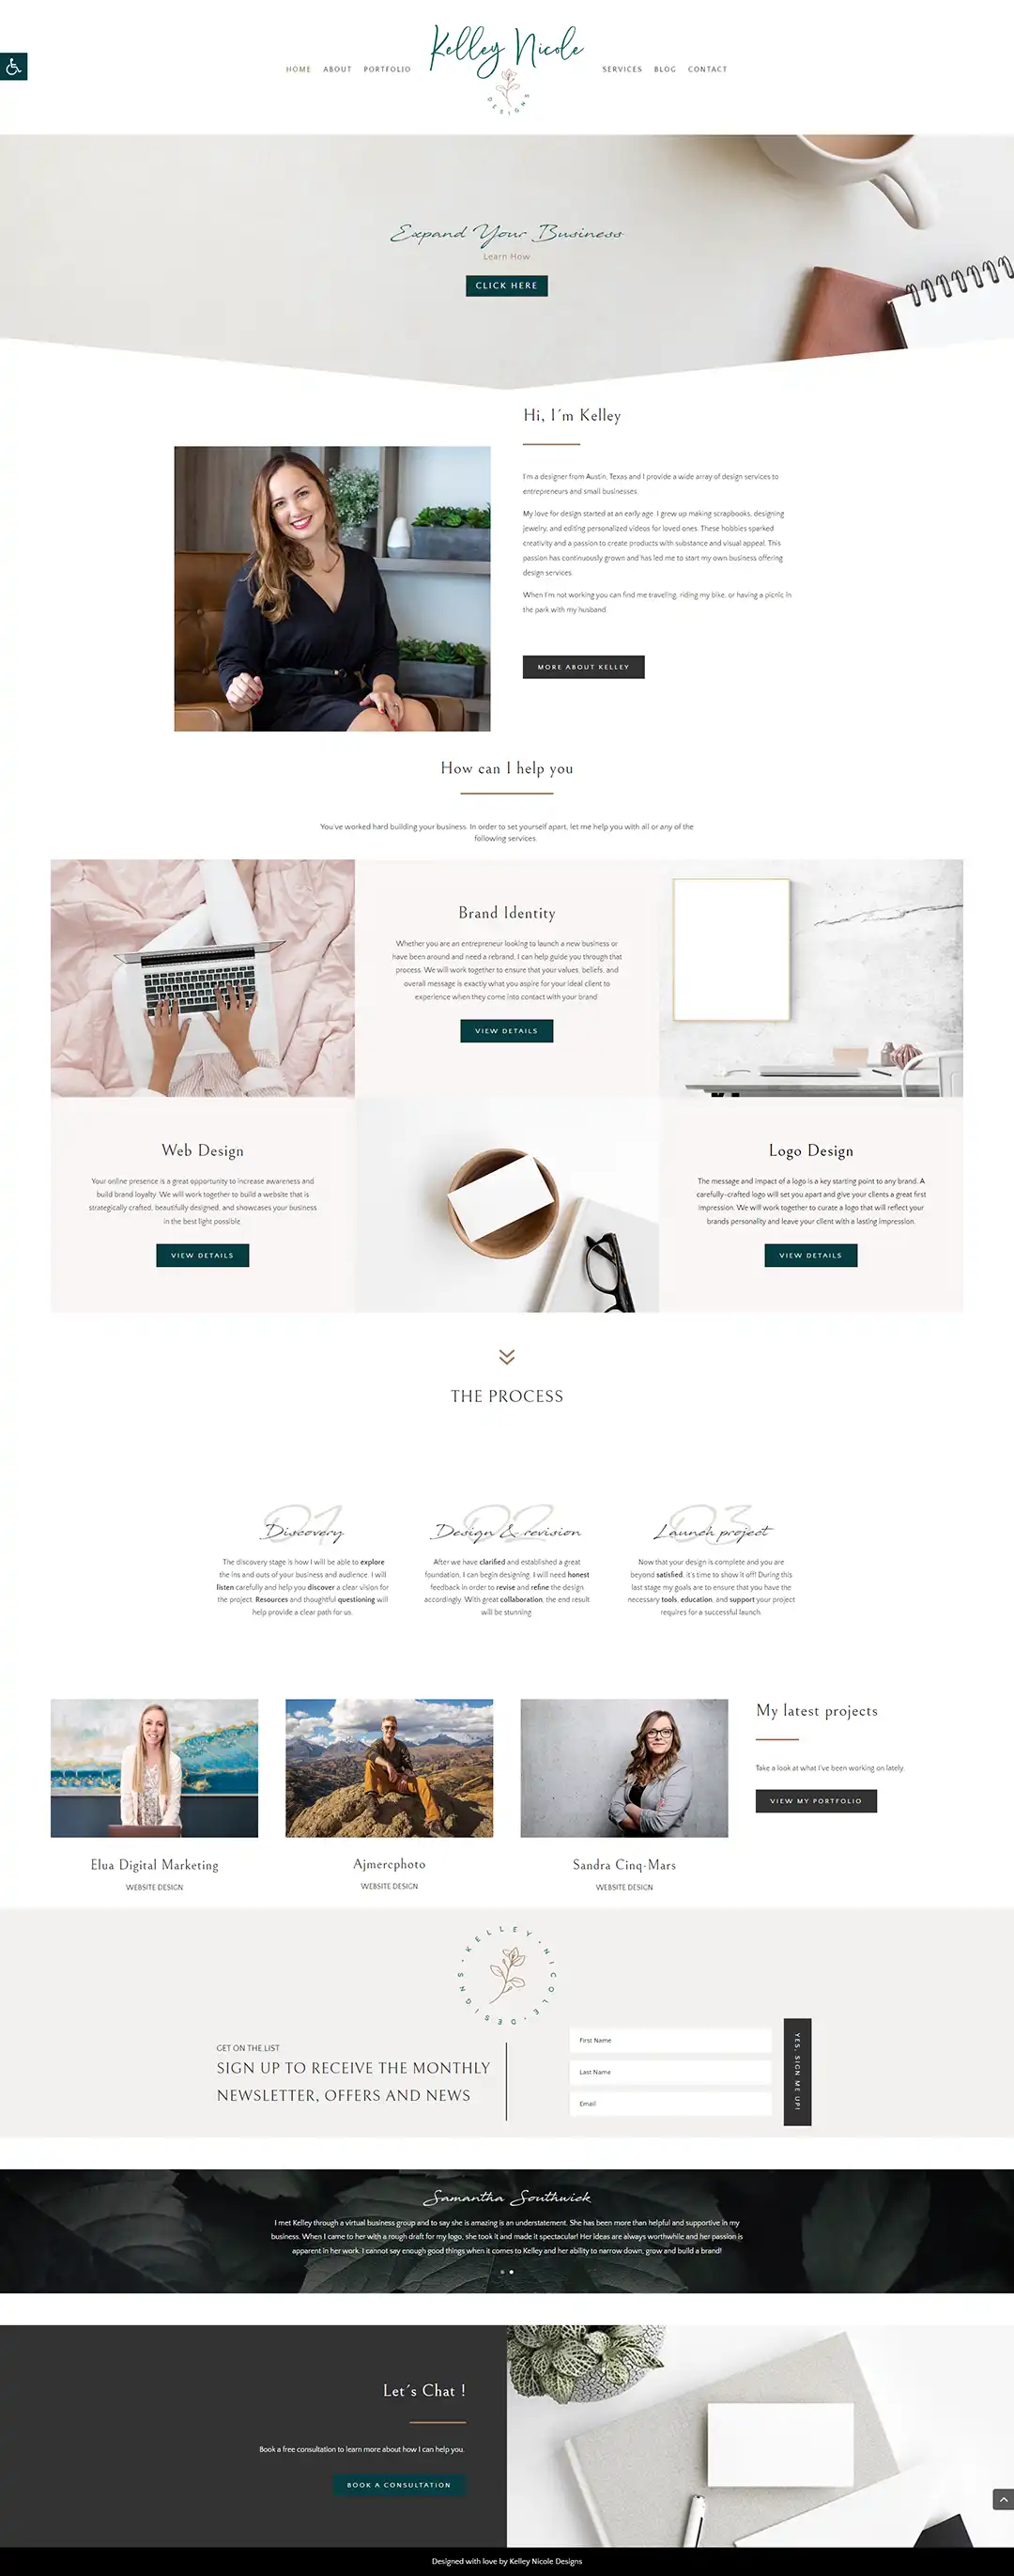 Kelley Nicole
DESIGNS
HOME ABOUT PORTFOLIO
SERVICES BLOG CONTACT
Expand Your Business
Learn How
CLICK HERE
Hi, I´m Kelley
I'm a designer from Austin, Texas and I provide a wide array of design services to
entrepreneurs and small businesses.
My love for design started at an early age. I grew up making scrapbooks, designing
jewelry, and editing personalized videos for loved ones. These hobbies sparked
creativity and a passion to create products with substance and visual appeal. This
passion has continuously grown and has led me to start my own business offering
design services.
When I'm not working you can find me traveling, riding my bike, or having a picnic in
the park with my husband.
MORE ABOUT KELLEY
How can I help you
You've worked hard building your business. In order to set yourself apart, let me help you with all or any of the
following services.
Brand Identity
Whether you are an entrepreneur looking to launch a new business or
have been around and need a rebrand, I can help guide you through that
process. We will work together to ensure that your values, beliefs, and
overall message is exactly what you aspire for your ideal client to
experience when they come into contact with your brand.
VIEW DETAILS
Web Design
Your online presence is a great opportunity to increase awareness and
build brand loyalty. We will work together to build a website that is
strategically crafted, beautifully designed, and showcases your business
in the best light possible.
VIEW DETAILS
Logo Design
The message and impact of a logo is a key starting point to any brand. A
carefully-crafted logo will set you apart and give your clients a great first
impression. We will work together to curate a logo that will reflect your
brands personality and leave your client with a lasting impression.
VIEW DETAILS
THE PROCESS
01
Discovery
The discovery stage is how I will be able to explore
the ins and outs of your business and audience. I will
listen carefully and help you discover a clear vision for
the project. Resources and thoughtful questioning will
help provide a clear path for us.
02
Design & revision
After we have clarified and established a great
foundation, I can begin designing. I will need honest
feedback in order to revise and refine the design
accordingly. With great collaboration, the end result
will be stunning.
03
Launch project
Now that your design is complete and you are
beyond satisfied, it's time to show it off! During this
last stage my goals are to ensure that you have the
necessary tools, education, and support your project
requires for a successful launch.
Elua Digital Marketing
WEBSITE DESIGN
Ajmercphoto
WEBSITE DESIGN
Sandra Cinq-Mars
WEBSITE DESIGN
My latest projects
Take a look at what I've been working on lately.
VIEW MY PORTFOLIO
KELLEY • NICOLE • DESIGNS •
GET ON THE LIST
SIGN UP TO RECEIVE THE MONTHLY
NEWSLETTER, OFFERS AND NEWS
First Name
Last Name
Email
YES, SIGN ME UP!
Samantha Southwick
I met Kelley through a virtual business group and to say she is amazing is an understatement. She has been more than helpful and supportive in my
business. When I came to her with a rough draft for my logo, she took it and made it spectacular! Her ideas are always worthwhile and her passion is
apparent in her work. I cannot say enough good things when it comes to Kelley and her ability to narrow down, grow and build a brand!
Let´s Chat !
Book a free consultation to learn more about how I can help you.
BOOK A CONSULTATION
Designed with love by Kelley Nicole Designs